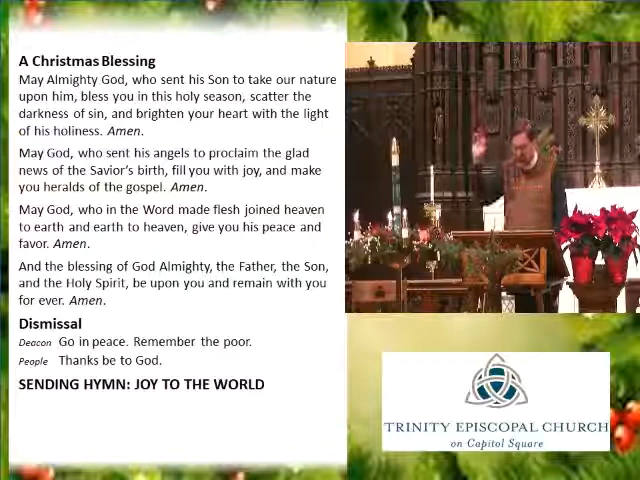 A Christmas Blessing
May Almighty God, who sent his Son to take our nature
upon him, bless you in this holy season, scatter the
darkness of sin, and brighten your heart with the light
of his holiness. Amen.
May God, who sent his angels to proclaim the glad
news of the Savior’s birth, fill you with joy, and make
you heralds of the gospel. Amen.
May God, who in the Word made flesh joined heaven
to earth and earth to heaven, give you his peace and
favor. Amen.
And the blessing of God Almighty, the Father, the Son,
and the Holy Spirit, be upon you and remain with you
for ever. Amen.
Dismissal
Deacon Go in peace. Remember the poor.
People Thanks be to God.
SENDING HYMN: JOY TO THE WORLD
TRINITY EPISCOPAL CHURCH
on Capitol Square